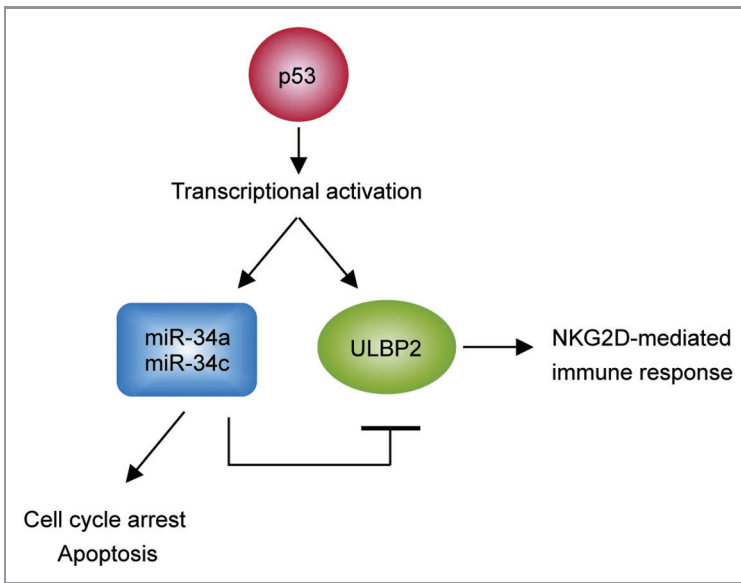 p53
Transcriptional activation
miR-34a
miR-34c
ULBP2
NKG2D-mediated
immune response
Cell cycle arrest
Apoptosis